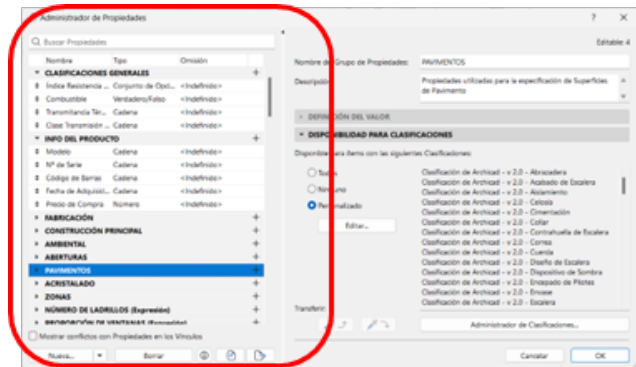 Administrador de Propiedades
? ×
Buscar Propiedades
Nombre Tipo Omisión
CLASIFICACIONES GENERALES +
Índice Resistencia ... Conjunto de Opci... <Indefinido>
Combustible Verdadero/Falso <Indefinido>
Transmitancia Tér... Cadena <Indefinido>
Clase Transmisión ... Cadena <Indefinido>
INFO DEL PRODUCTO +
Modelo Cadena <Indefinido>
Nº de Serie Cadena <Indefinido>
Código de Barras Cadena <Indefinido>
Fecha de Adquisici... Cadena <Indefinido>
Precio de Compra Número <Indefinido>
FABRICACIÓN +
CONSTRUCCIÓN PRINCIPAL +
AMBIENTAL +
ABERTURAS +
PAVIMENTOS +
ACRISTALADO +
ZONAS +
NÚMERO DE LADRILLOS (Expresión) +
PROPORCIÓN DE VENTANAS (Expresión) +
Mostrar conflictos con Propiedades en los Vínculos
Nueva... Borrar
Editable: 4
Nombre de Grupo de Propiedades: PAVIMENTOS
Descripción: Propiedades utilizadas para la especificación de Superficies
de Pavimento
DEFINICIÓN DEL VALOR
DISPONIBILIDAD PARA CLASIFICACIONES
Disponible para ítems con las siguientes Clasificaciones:
Todas
Ninguno
Personalizado
Editar...
Clasificación de Archicad - v 2.0 - Abrazadera
Clasificación de Archicad - v 2.0 - Acabado de Escalera
Clasificación de Archicad - v 2.0 - Aislamiento
Clasificación de Archicad - v 2.0 - Celosía
Clasificación de Archicad - v 2.0 - Cimentación
Clasificación de Archicad - v 2.0 - Collar
Clasificación de Archicad - v 2.0 - Contrahuella de Escalera
Clasificación de Archicad - v 2.0 - Correa
Clasificación de Archicad - v 2.0 - Cuerda
Clasificación de Archicad - v 2.0 - Diseño de Escalera
Clasificación de Archicad - v 2.0 - Dispositivo de Sombra
Clasificación de Archicad - v 2.0 - Encepado de Pilotes
Clasificación de Archicad - v 2.0 - Envase
Clasificación de Archicad - v 2.0 - Escalera
Transferir:
Administrador de Clasificaciones...
Cancelar OK